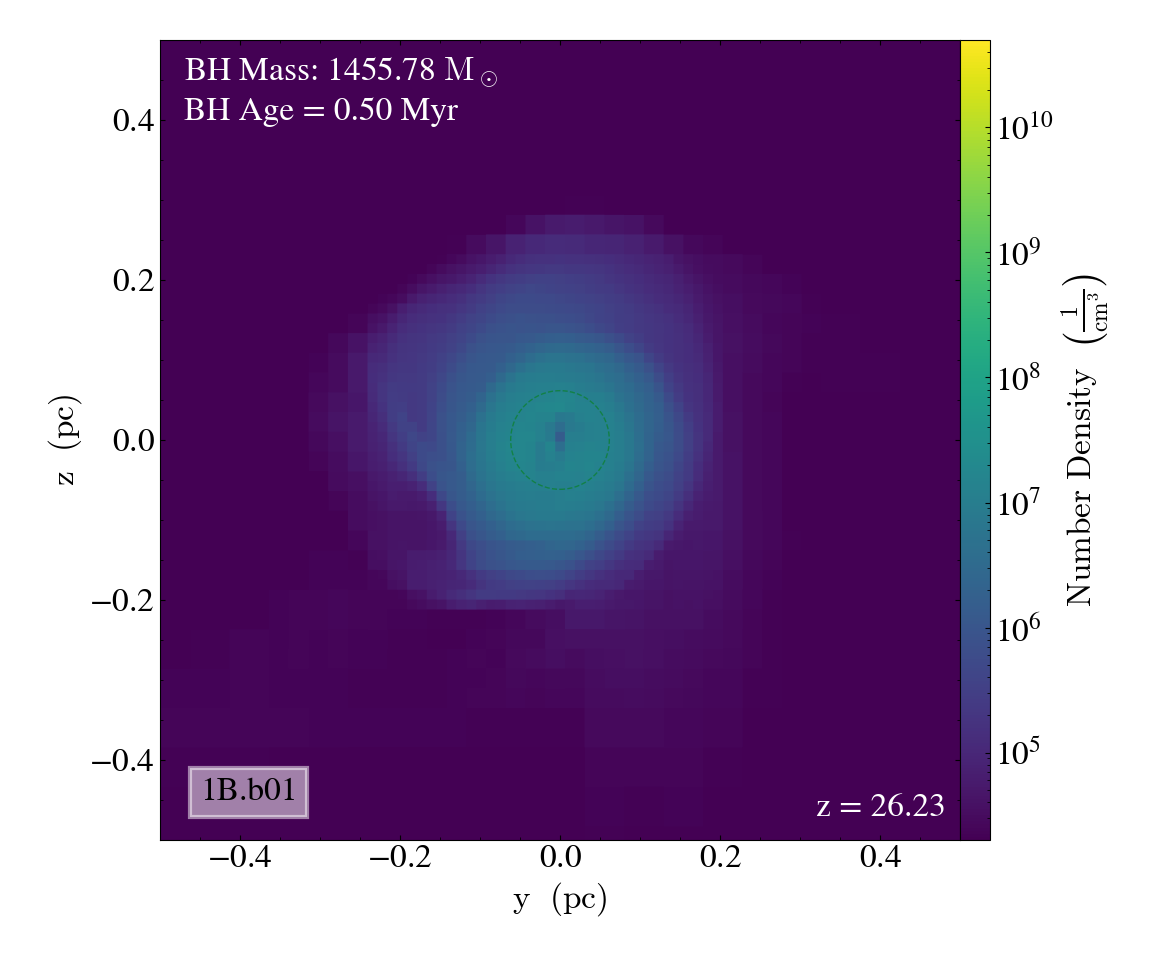 BH Mass: 1455.78 M⊙
BH Age = 0.50 Myr
0.4
0.2
0.0
−0.2
−0.4
z (pc)
1B.b01
z = 26.23
−0.4 −0.2 0.0 0.2 0.4
y (pc)
10^10
10^9
10^8
10^7
10^6
10^5
Number Density (1/cm^3)